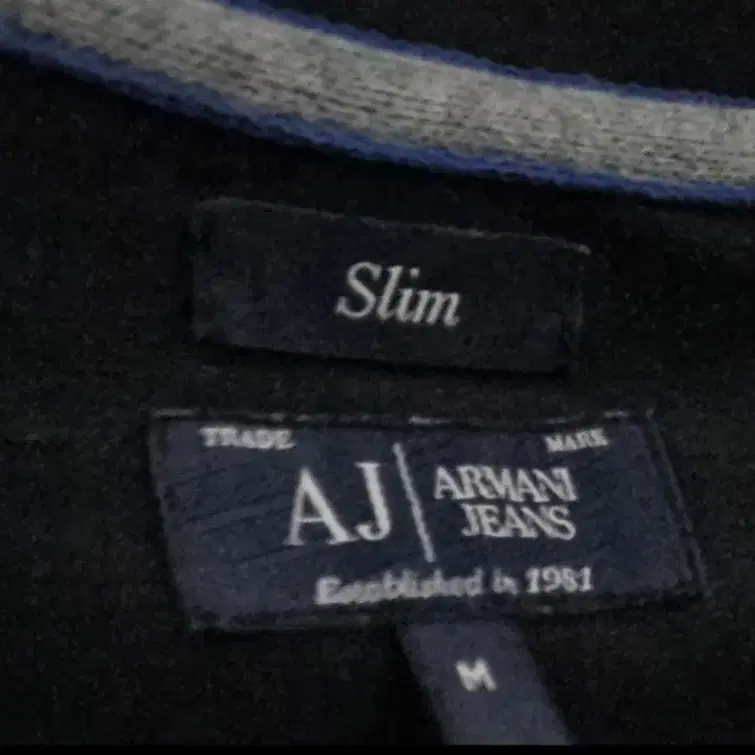 Slim
TRADE MARK
AJ ARMANI
JEANS
Established in 1981
M